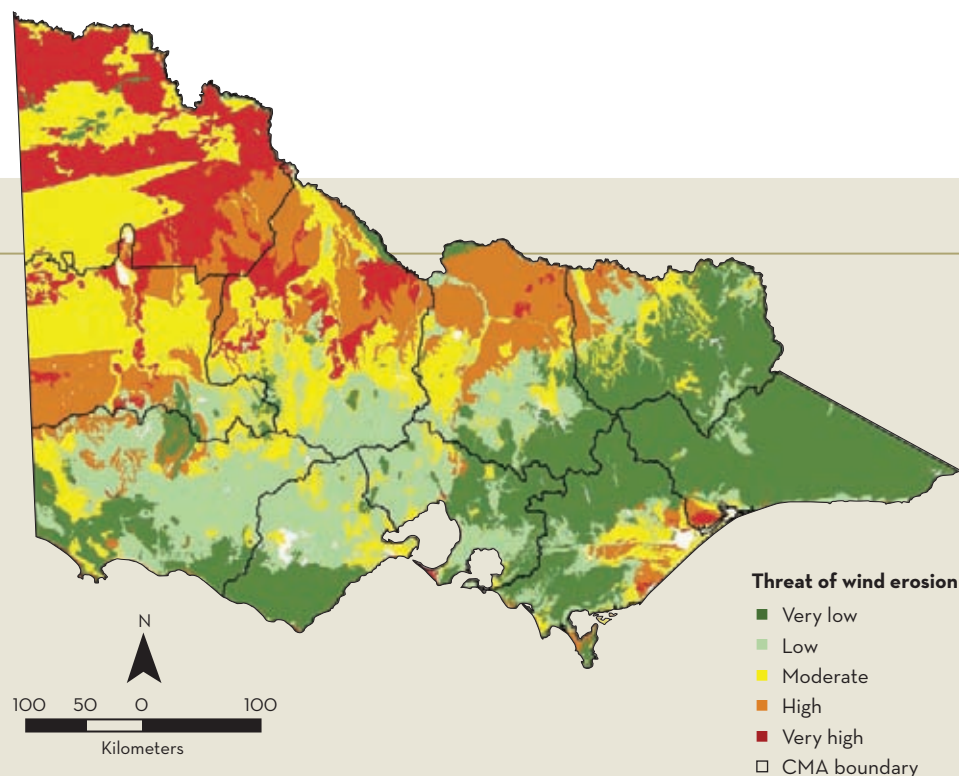 N
100 50 0 100
Kilometers
Threat of wind erosion
Very low
Low
Moderate
High
Very high
CMA boundary